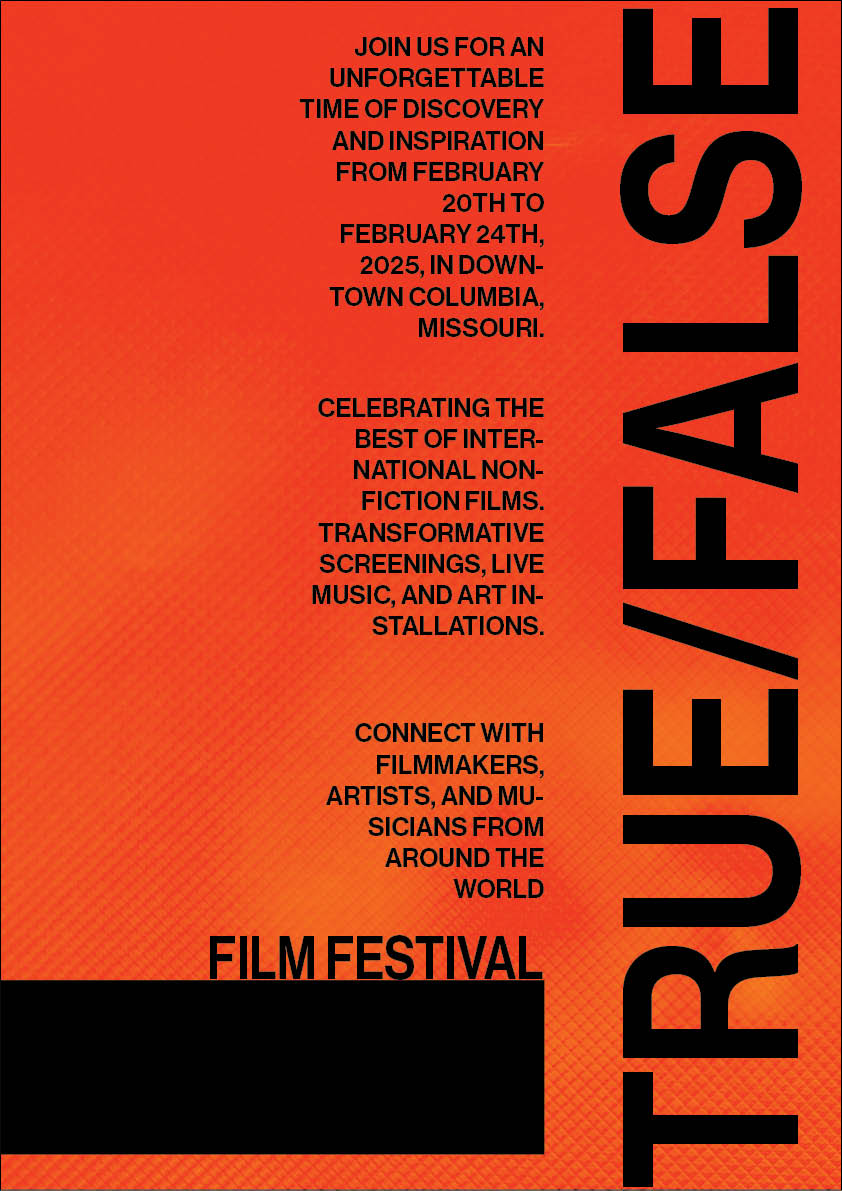 JOIN US FOR AN
UNFORGETTABLE
TIME OF DISCOVERY
AND INSPIRATION
FROM FEBRUARY
20TH TO
FEBRUARY 24TH,
2025, IN DOWN-
TOWN COLUMBIA,
MISSOURI.
CELEBRATING THE
BEST OF INTER-
NATIONAL NON-
FICTION FILMS.
TRANSFORMATIVE
SCREENINGS, LIVE
MUSIC, AND ART IN-
STALLATIONS.
CONNECT WITH
FILMMAKERS,
ARTISTS, AND MU-
SICIANS FROM
AROUND THE
WORLD
FILM FESTIVAL
TRUE/FALSE